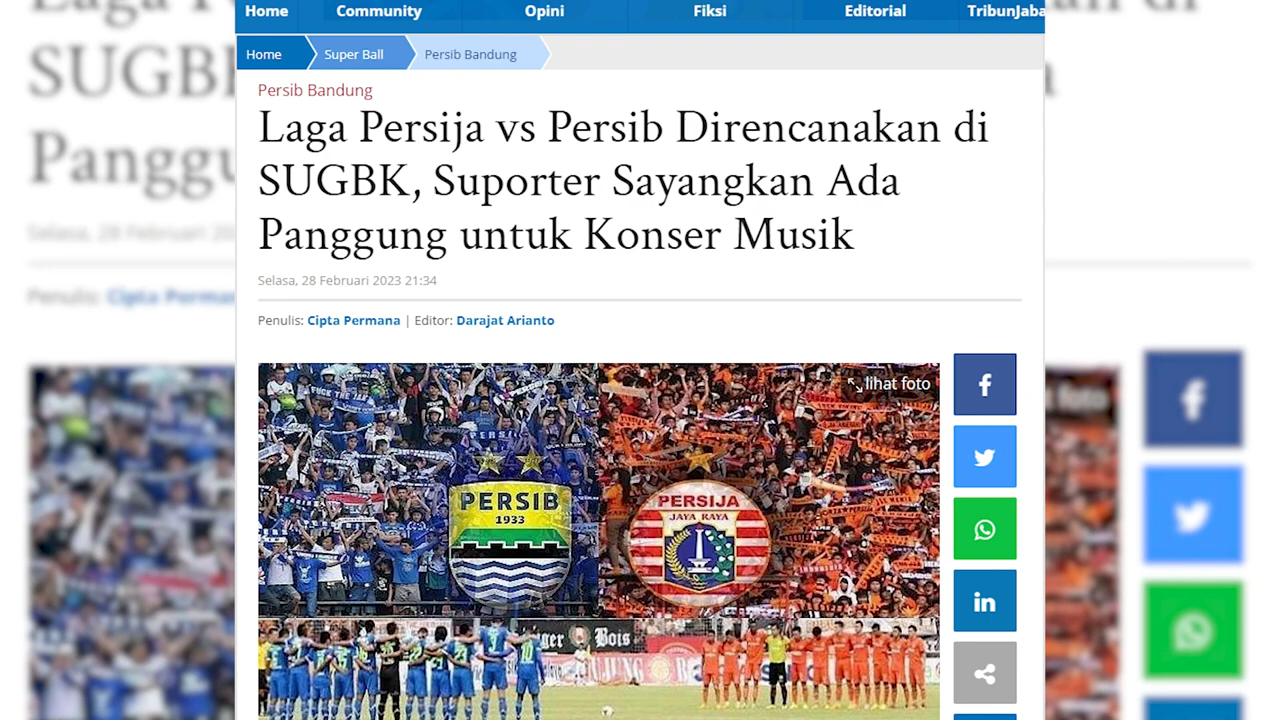 Home Community Opini Fiksi Editorial TribunJaba
Home Super Ball Persib Bandung
Persib Bandung
Laga Persija vs Persib Direncanakan di
SUGBK, Suporter Sayangkan Ada
Panggung untuk Konser Musik
Selasa, 28 Februari 2023 21:34
Penulis: Cipta Permana | Editor: Darajat Arianto
lihat foto
PERSIB
1933
PERSIJA
JAYA RAYA
Bois